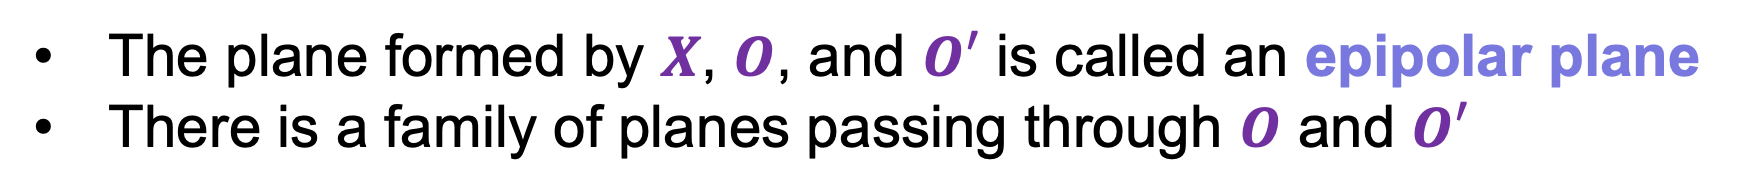 • The plane formed by X, O, and O′ is called an epipolar plane
• There is a family of planes passing through O and O′